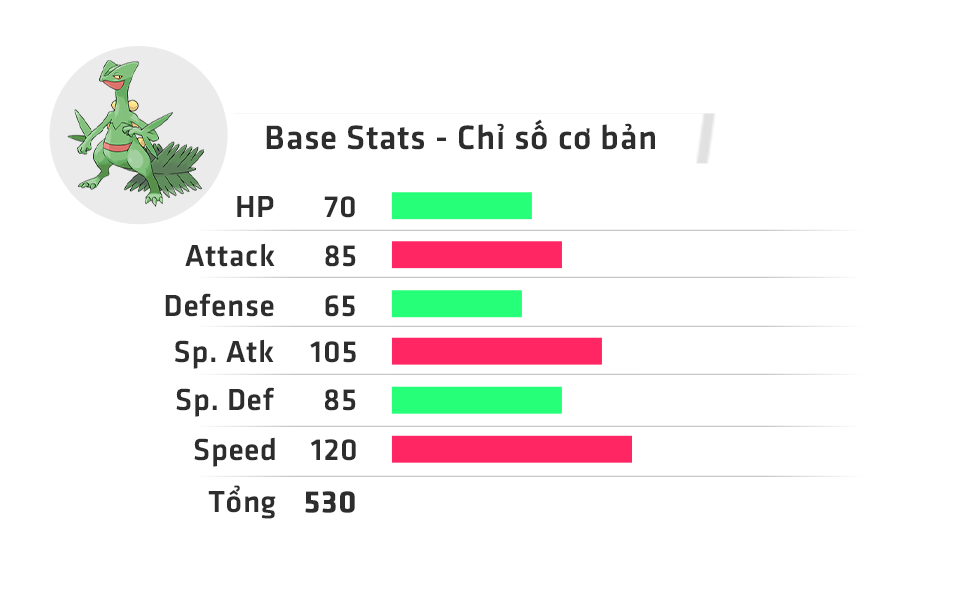 Base Stats - Chỉ số cơ bản
HP 70
Attack 85
Defense 65
Sp. Atk 105
Sp. Def 85
Speed 120
Tổng 530